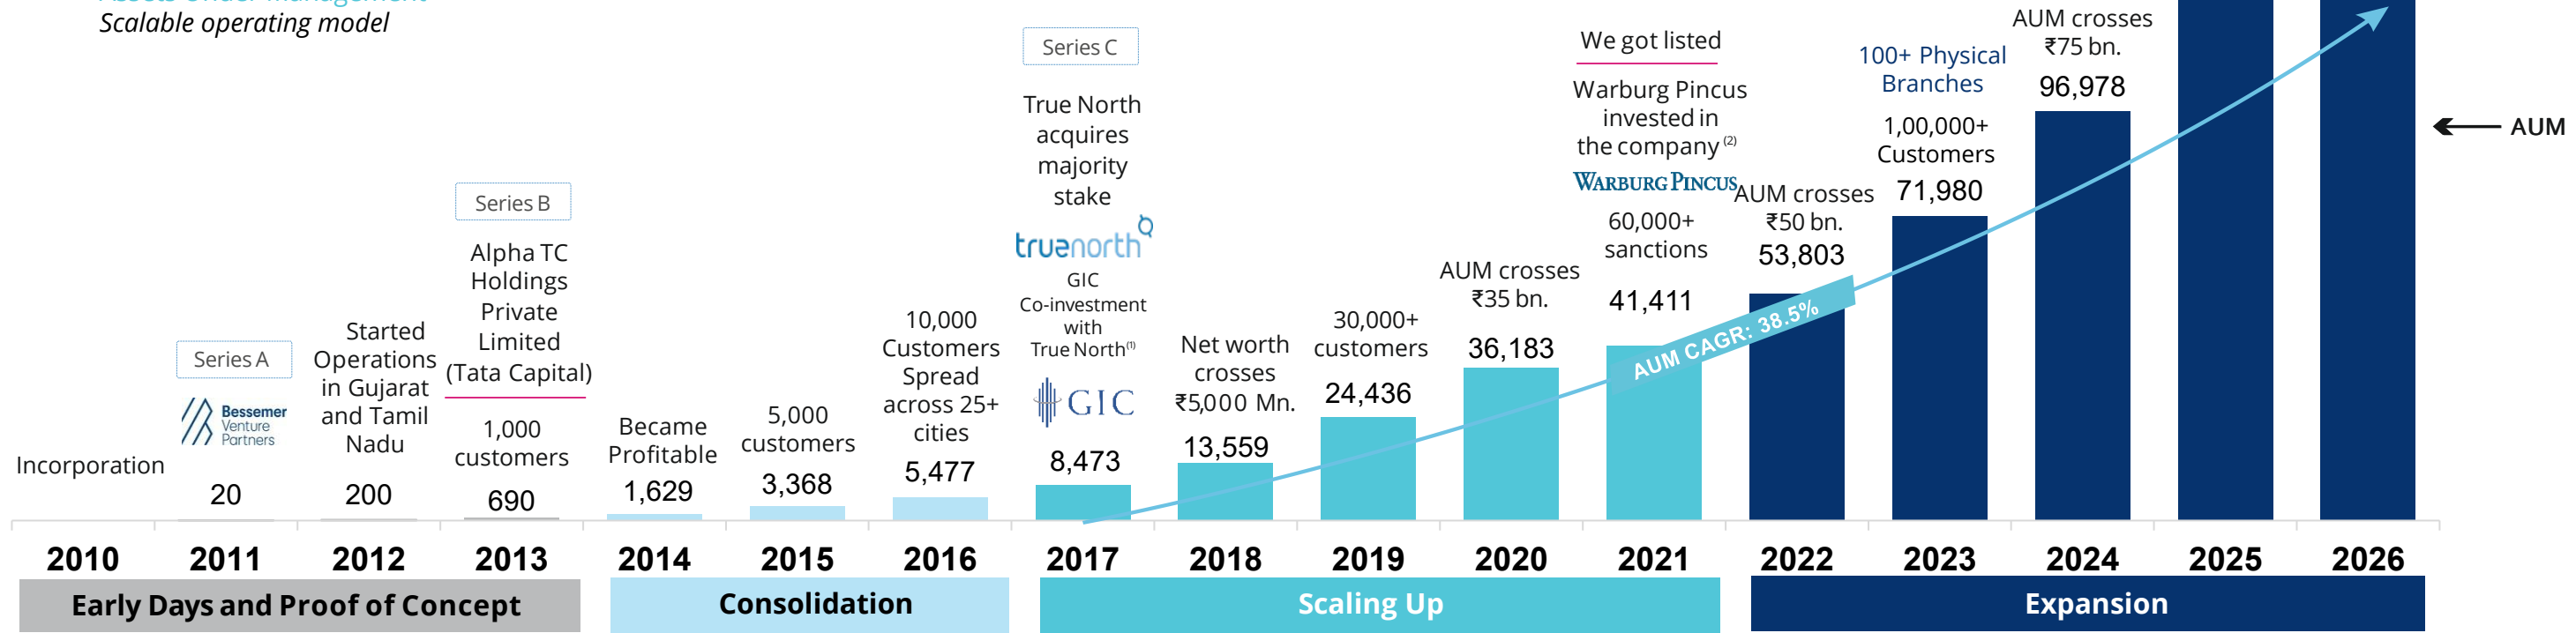 Assets Under Management
Scalable operating model
Incorporation
Series A
Bessemer
Venture
Partners
20
Started
Operations
in Gujarat
and Tamil
Nadu
200
Series B
Alpha TC
Holdings
Private
Limited
(Tata Capital)
1,000
customers
690
Became
Profitable
1,629
5,000
customers
3,368
10,000
Customers
Spread
across 25+
cities
5,477
Series C
True North
acquires
majority
stake
truenorth
GIC
Co-investment
with
True North(1)
GIC
8,473
Net worth
crosses
₹5,000 Mn.
13,559
30,000+
customers
24,436
AUM crosses
₹35 bn.
36,183
We got listed
Warburg Pincus
invested in
the company (2)
WARBURG PINCUS
60,000+
sanctions
41,411
AUM CAGR: 38.5%
AUM crosses
₹50 bn.
53,803
100+ Physical
Branches
1,00,000+
Customers
71,980
AUM crosses
₹75 bn.
96,978
AUM
2010 2011 2012 2013 2014 2015 2016 2017 2018 2019 2020 2021 2022 2023 2024 2025 2026
Early Days and Proof of Concept Consolidation Scaling Up Expansion